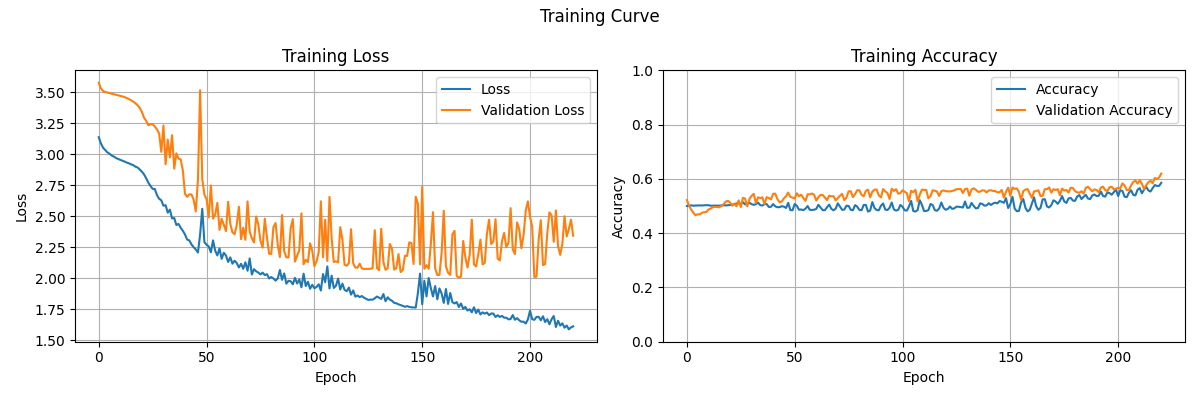 Training Curve
Training Loss
3.50
3.25
3.00
2.75
2.50
2.25
2.00
1.75
1.50
Loss
0
50
100
150
200
Epoch
Loss
Validation Loss
Training Accuracy
1.0
0.8
0.6
0.4
0.2
0.0
Accuracy
0
50
100
150
200
Epoch
Accuracy
Validation Accuracy